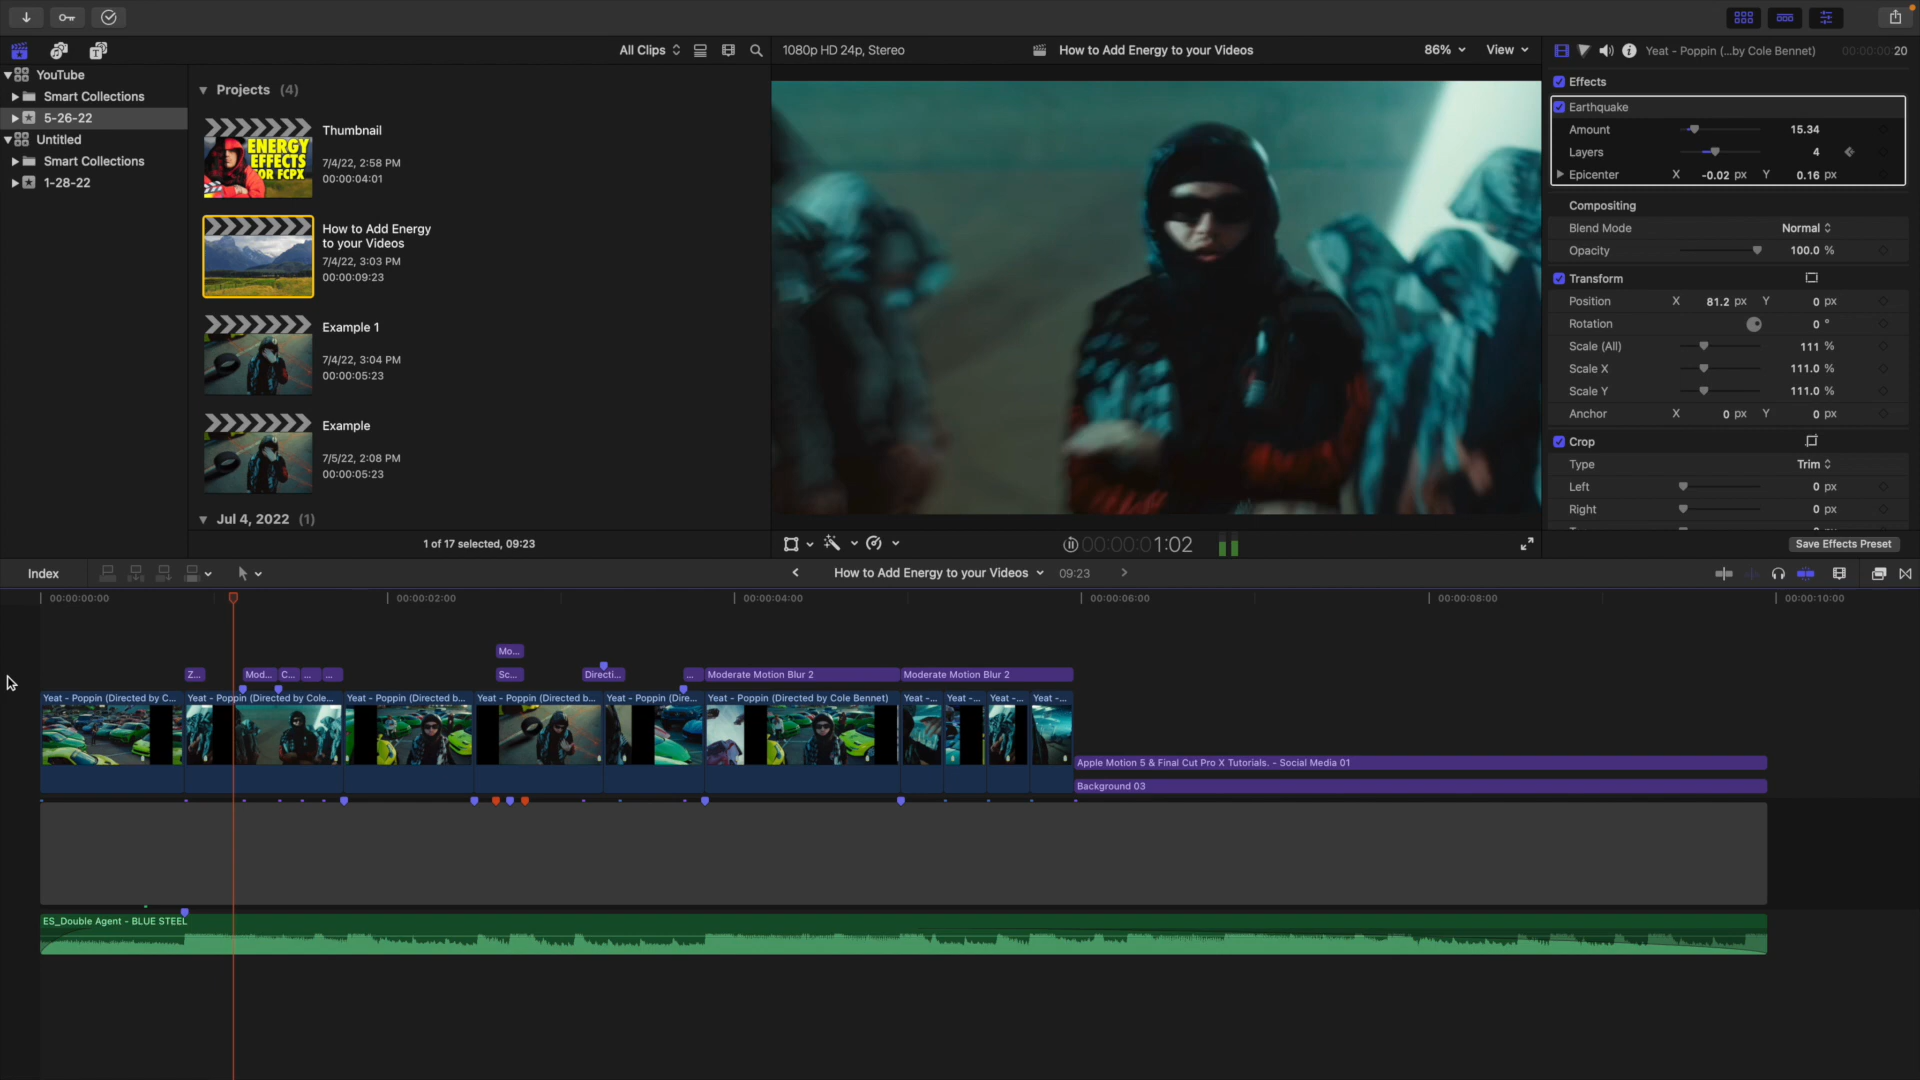 All Clips
1080p HD 24p, Stereo
How to Add Energy to your Videos
86%
View
Yeat - Poppin (...by Cole Bennet)
00:00:00:20
YouTube
Smart Collections
5-26-22
Untitled
Smart Collections
1-28-22
Projects (4)
ENERGY
EFFECTS
FOR FCPX
Thumbnail
7/4/22, 2:58 PM
00:00:04:01
How to Add Energy
to your Videos
7/4/22, 3:03 PM
00:00:09:23
Example 1
7/4/22, 3:04 PM
00:00:05:23
Example
7/5/22, 2:08 PM
00:00:05:23
Jul 4, 2022 (1)
1 of 17 selected, 09:23
00:00:01:02
Effects
Earthquake
Amount 15.34
Layers 4
Epicenter X -0.02 px Y 0.16 px
Compositing
Blend Mode Normal
Opacity 100.0 %
Transform
Position X 81.2 px Y 0 px
Rotation 0 °
Scale (All) 111 %
Scale X 111.0 %
Scale Y 111.0 %
Anchor X 0 px Y 0 px
Crop
Type Trim
Left 0 px
Right 0 px
Save Effects Preset
Index
How to Add Energy to your Videos
09:23
00:00:00:00
00:00:02:00
00:00:04:00
00:00:06:00
00:00:08:00
00:00:10:00
Mo...
Z...
Mod...
C...
...
...
Sc...
Directi...
...
Moderate Motion Blur 2
Moderate Motion Blur 2
Yeat - Poppin (Directed by C...
Yeat - Poppin (Directed by Cole...
Yeat - Poppin (Directed b...
Yeat - Poppin (Directed b...
Yeat - Poppin (Dire...
Yeat - Poppin (Directed by Cole Bennett)
Yeat -...
Yeat -...
Yeat -...
Yeat -...
Apple Motion 5 & Final Cut Pro X Tutorials. - Social Media 01
Background 03
ES_Double Agent - BLUE STEEL